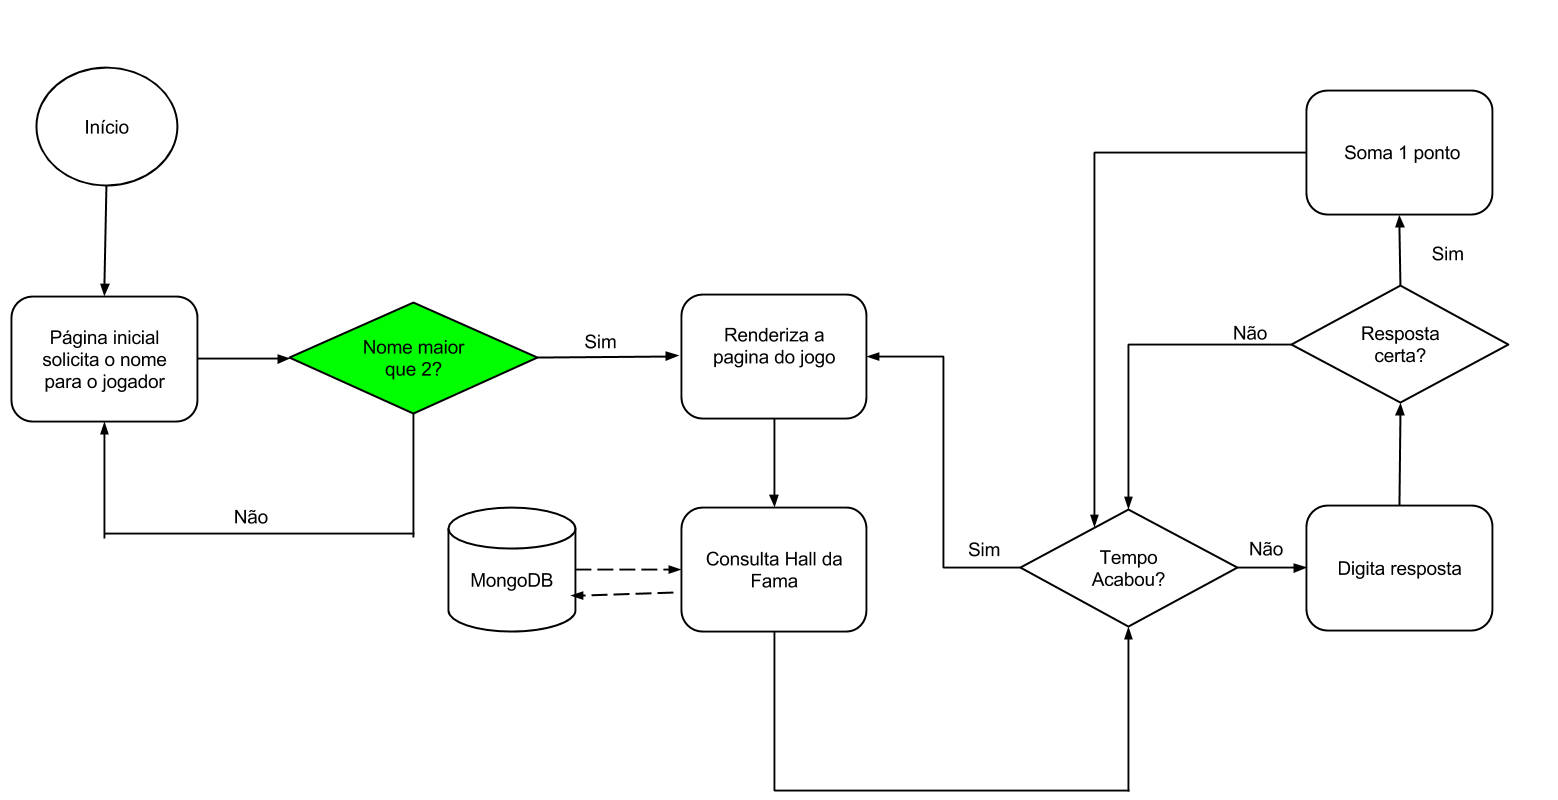 Início
Página inicial
solicita o nome
para o jogador
Nome maior
que 2?
Sim
Não
Renderiza a
pagina do jogo
MongoDB
Consulta Hall da
Fama
Sim
Tempo
Acabou?
Não
Digita resposta
Resposta
certa?
Não
Sim
Soma 1 ponto